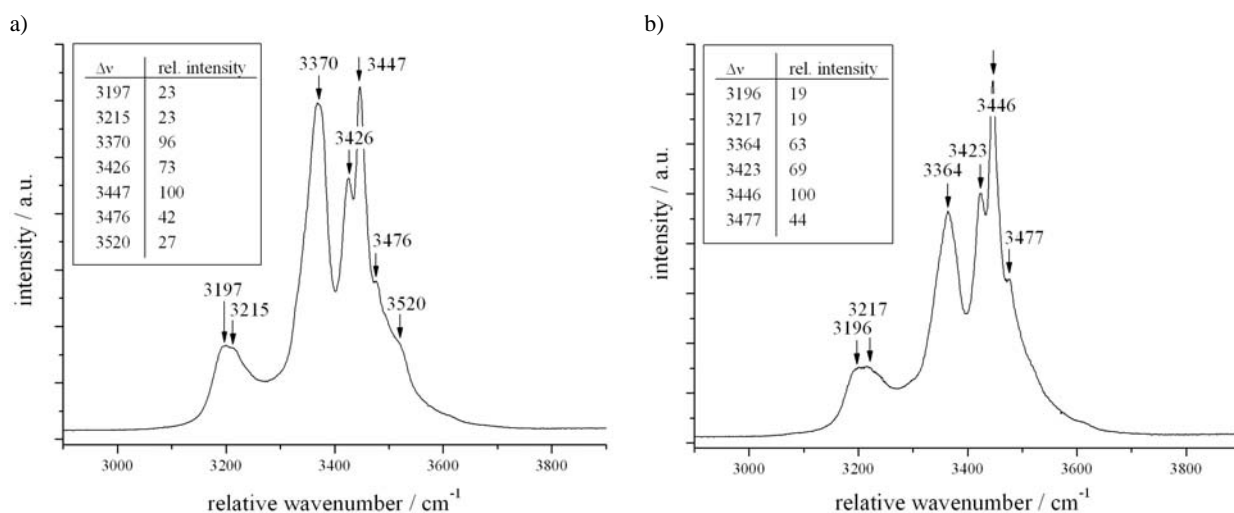 a)
Δν rel. intensity
3197 23
3215 23
3370 96
3426 73
3447 100
3476 42
3520 27
3370
3447
3426
3476
3520
3197
3215
intensity / a.u.
3000 3200 3400 3600 3800
relative wavenumber / cm⁻¹
b)
Δν rel. intensity
3196 19
3217 19
3364 63
3423 69
3446 100
3477 44
3446
3423
3364
3477
3217
3196
intensity / a.u.
3000 3200 3400 3600 3800
relative wavenumber / cm⁻¹